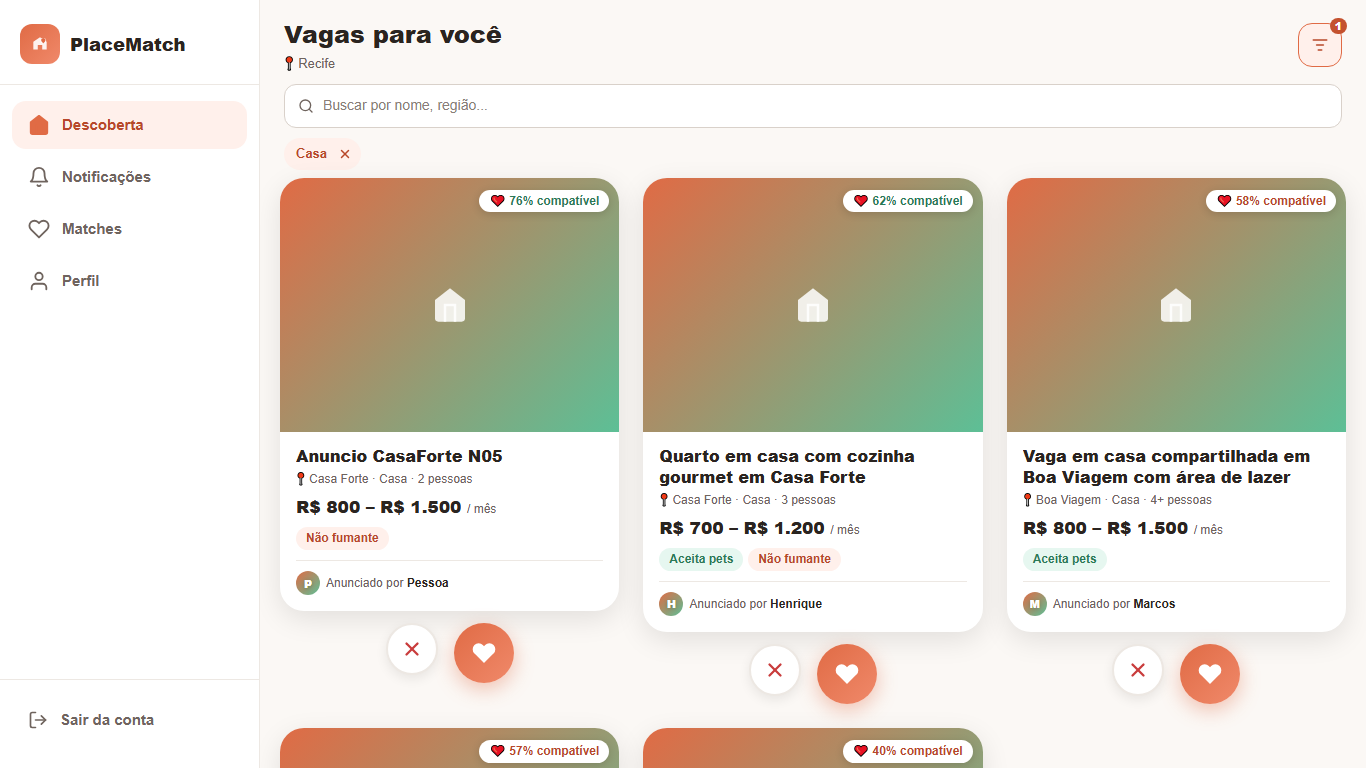 PlaceMatch
Descoberta
Notificações
Matches
Perfil
Sair da conta
Vagas para você
Recife
1
Buscar por nome, região...
Casa
76% compatível
Anuncio CasaForte N05
Casa Forte · Casa · 2 pessoas
R$ 800 – R$ 1.500 / mês
Não fumante
P Anunciado por Pessoa
62% compatível
Quarto em casa com cozinha
gourmet em Casa Forte
Casa Forte · Casa · 3 pessoas
R$ 700 – R$ 1.200 / mês
Aceita pets Não fumante
H Anunciado por Henrique
58% compatível
Vaga em casa compartilhada em
Boa Viagem com área de lazer
Boa Viagem · Casa · 4+ pessoas
R$ 800 – R$ 1.500 / mês
Aceita pets
M Anunciado por Marcos
57% compatível
40% compatível